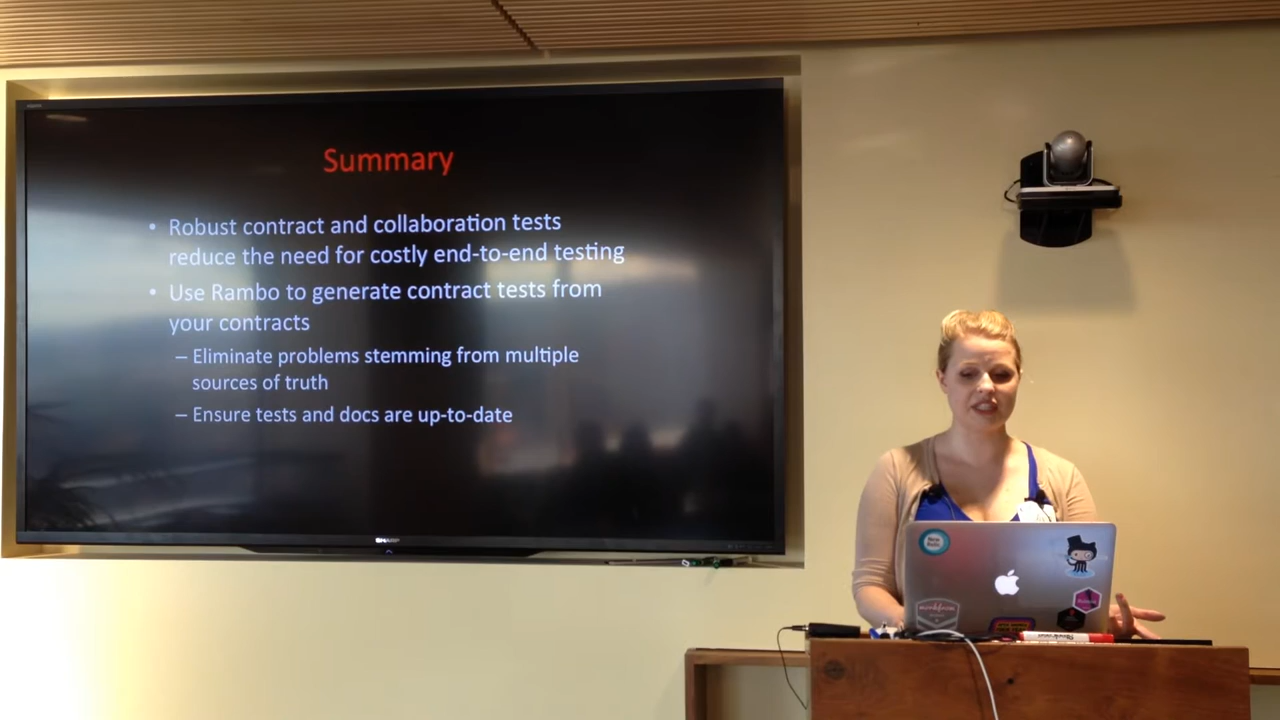 Summary
• Robust contract and collaboration tests
reduce the need for costly end-to-end testing
• Use Rambo to generate contract tests from
your contracts
– Eliminate problems stemming from multiple
sources of truth
– Ensure tests and docs are up-to-date
SHARP